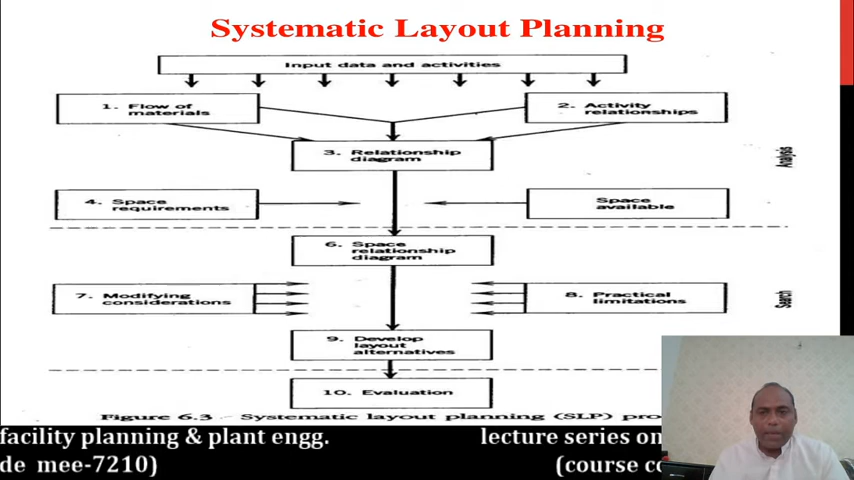 Systematic Layout Planning
Input data and activities
1. Flow of
materials
2. Activity
relationships
3. Relationship
diagram
Analysis
4. Space
requirements
Space
available
6. Space
relationship
diagram
7. Modifying
considerations
8. Practical
limitations
Search
9. Develop
layout
alternatives
10. Evaluation
Figure 6.3 Systematic layout planning (SLP) pro
facility planning & plant engg. lecture series on
de mee-7210) (course co